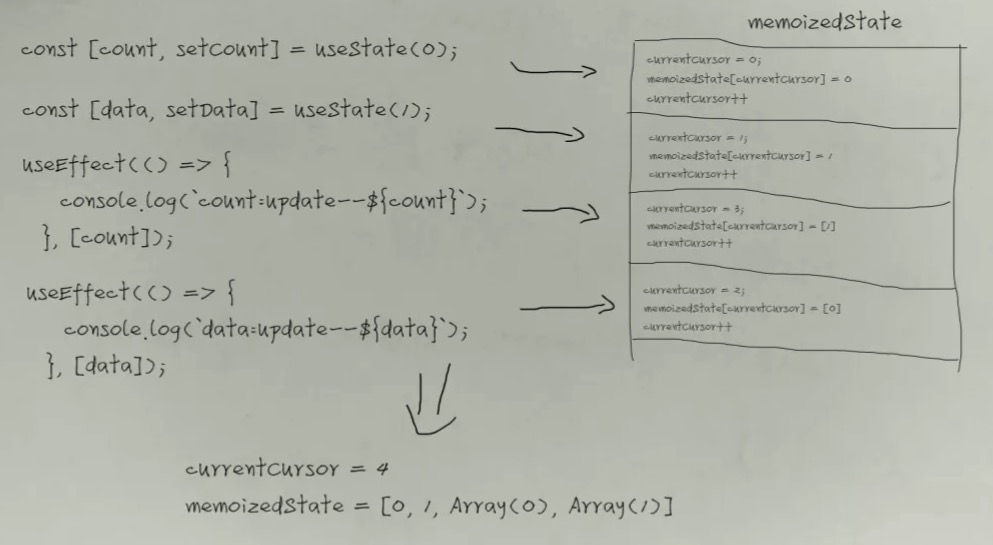 const [count, setCount] = useState(0);
const [data, setData] = useState(1);
useEffect(() => {
console.log(`count:update--${count}`);
}, [count]);
useEffect(() => {
console.log(`data:update--${data}`);
}, [data]);
memoizedState
currentCursor = 0;
memoizedState[currentCursor] = 0
currentCursor++
currentCursor = 1;
memoizedState[currentCursor] = 1
currentCursor++
currentCursor = 3;
memoizedState[currentCursor] = [1]
currentCursor++
currentCursor = 2;
memoizedState[currentCursor] = [0]
currentCursor++
currentCursor = 4
memoizedState = [0, 1, Array(0), Array(1)]